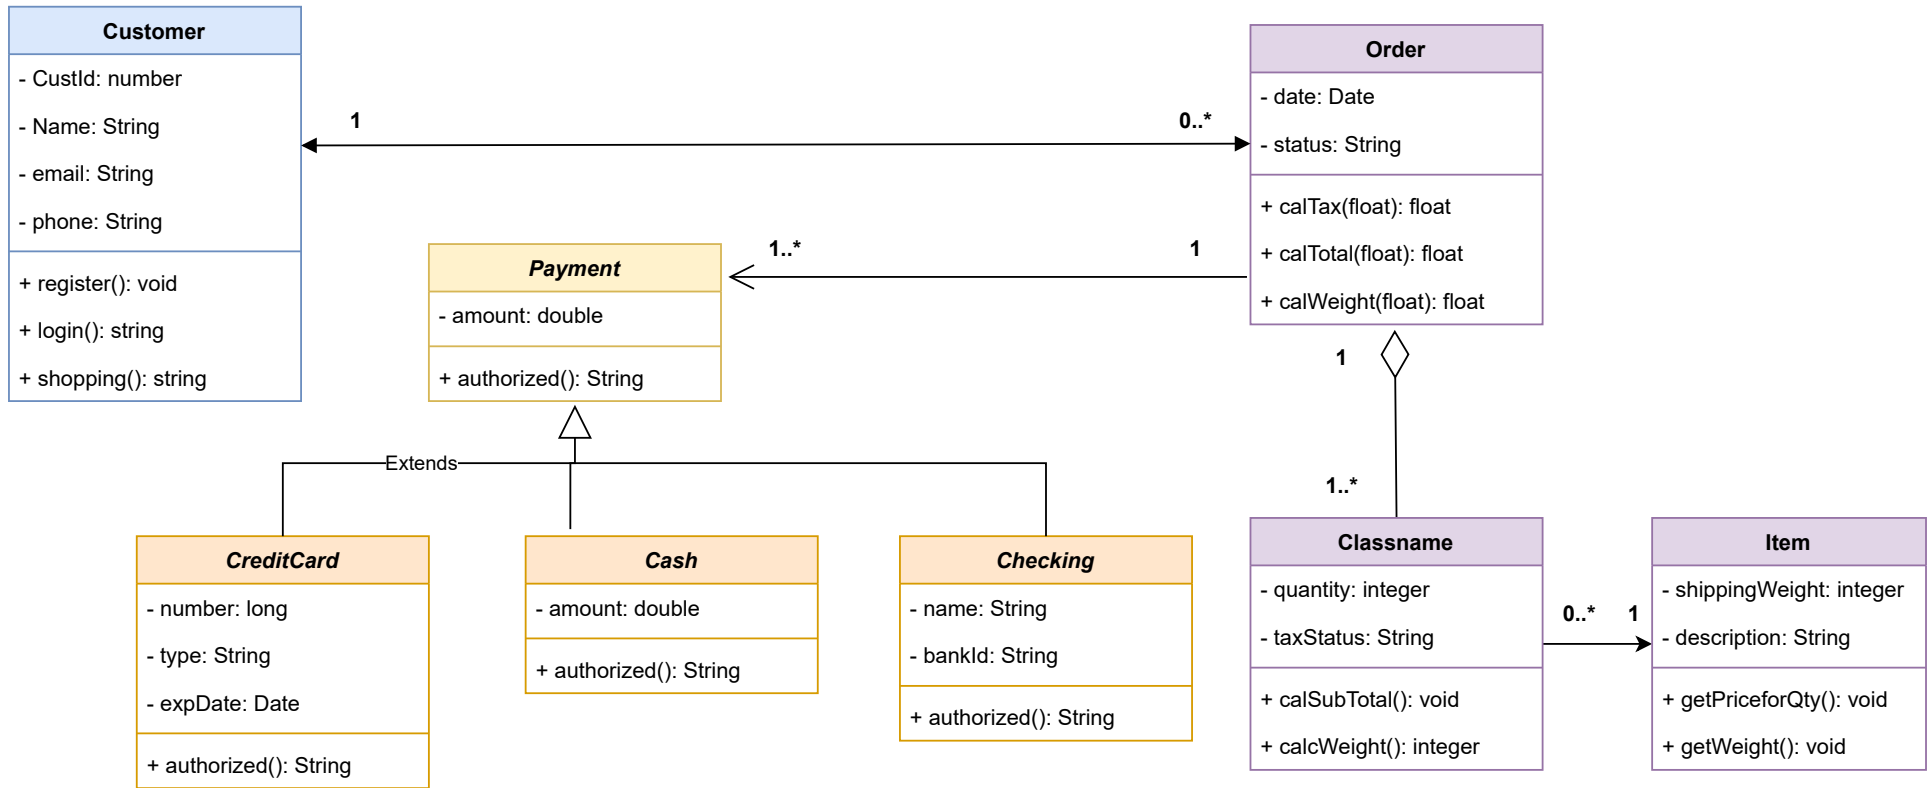 Customer
- CustId: number
- Name: String
- email: String
- phone: String
+ register(): void
+ login(): string
+ shopping(): string
1
0..*
Order
- date: Date
- status: String
+ calTax(float): float
+ calTotal(float): float
+ calWeight(float): float
Payment
- amount: double
+ authorized(): String
1..*
1
1
1..*
Extends
CreditCard
- number: long
- type: String
- expDate: Date
+ authorized(): String
Cash
- amount: double
+ authorized(): String
Checking
- name: String
- bankId: String
+ authorized(): String
Classname
- quantity: integer
- taxStatus: String
+ calSubTotal(): void
+ calcWeight(): integer
0..*
1
Item
- shippingWeight: integer
- description: String
+ getPriceforQty(): void
+ getWeight(): void